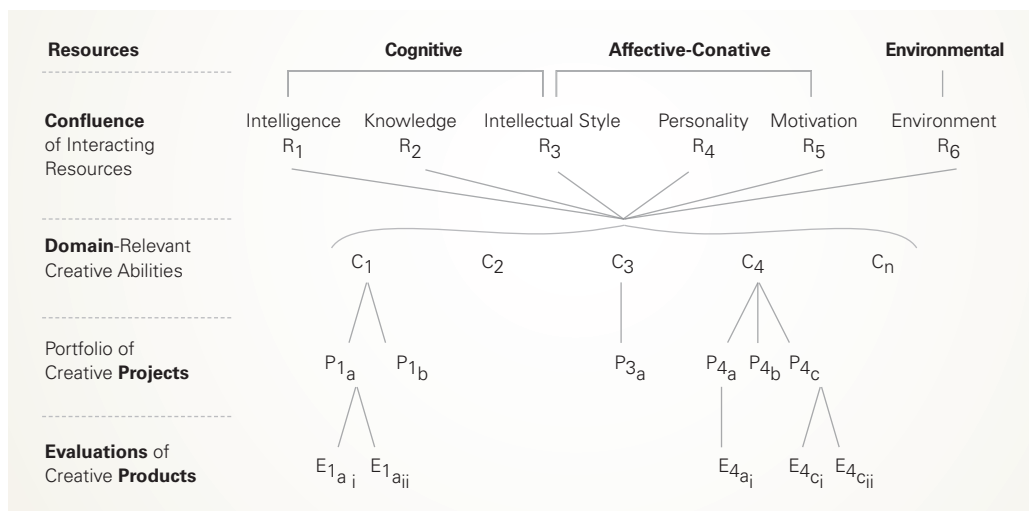 Resources Cognitive Affective-Conative Environmental
Confluence of Interacting Resources
Intelligence Knowledge Intellectual Style Personality Motivation Environment
R1 R2 R3 R4 R5 R6
Domain-Relevant
Creative Abilities
C1 C2 C3 C4 Cn
Portfolio of
Creative Projects
P1a P1b P3a P4a P4b P4c
Evaluations of
Creative Products
E1ai E1aii E4ai E4ci E4cii